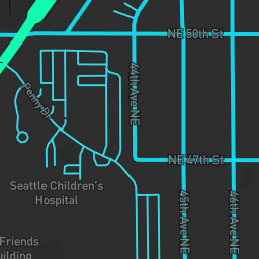 NE 50th St
44th Ave NE
Penny Dr
NE 47th St
Seattle Children's
Hospital
45th Ave NE
46th Ave NE
Friends